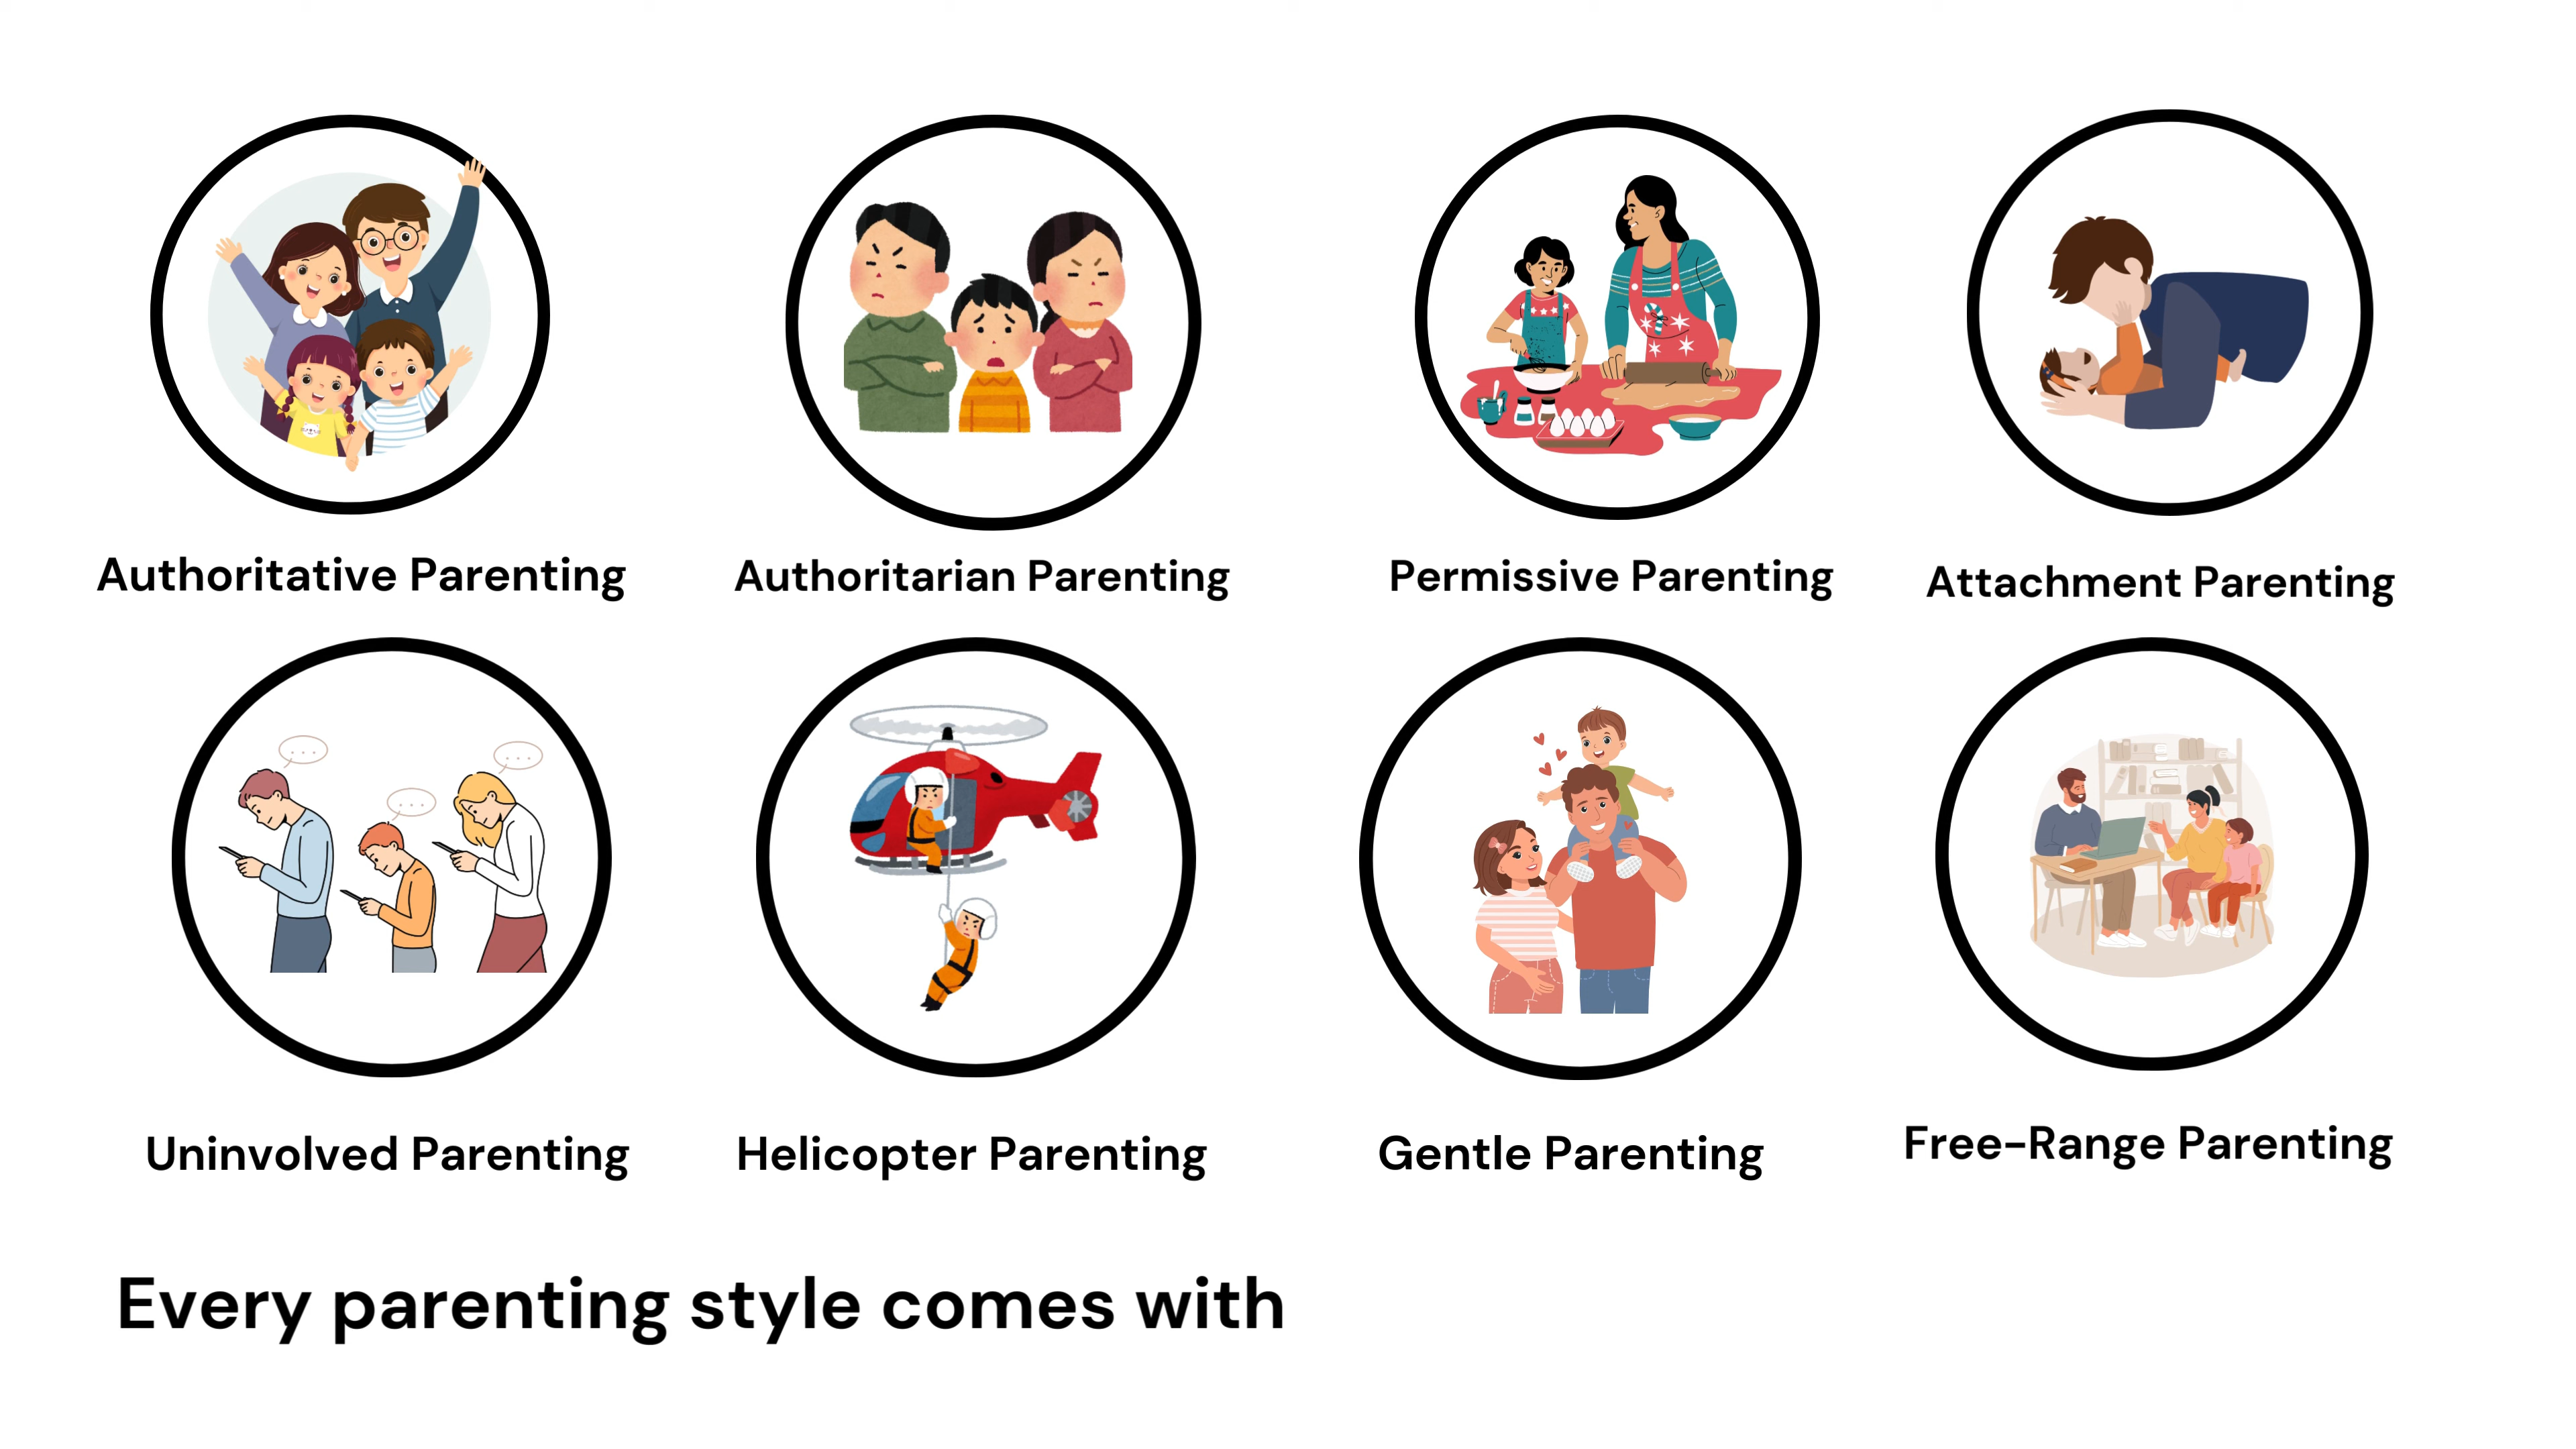 Authoritative Parenting
Authoritarian Parenting
Permissive Parenting
Attachment Parenting
Uninvolved Parenting
Helicopter Parenting
Gentle Parenting
Free-Range Parenting
Every parenting style comes with